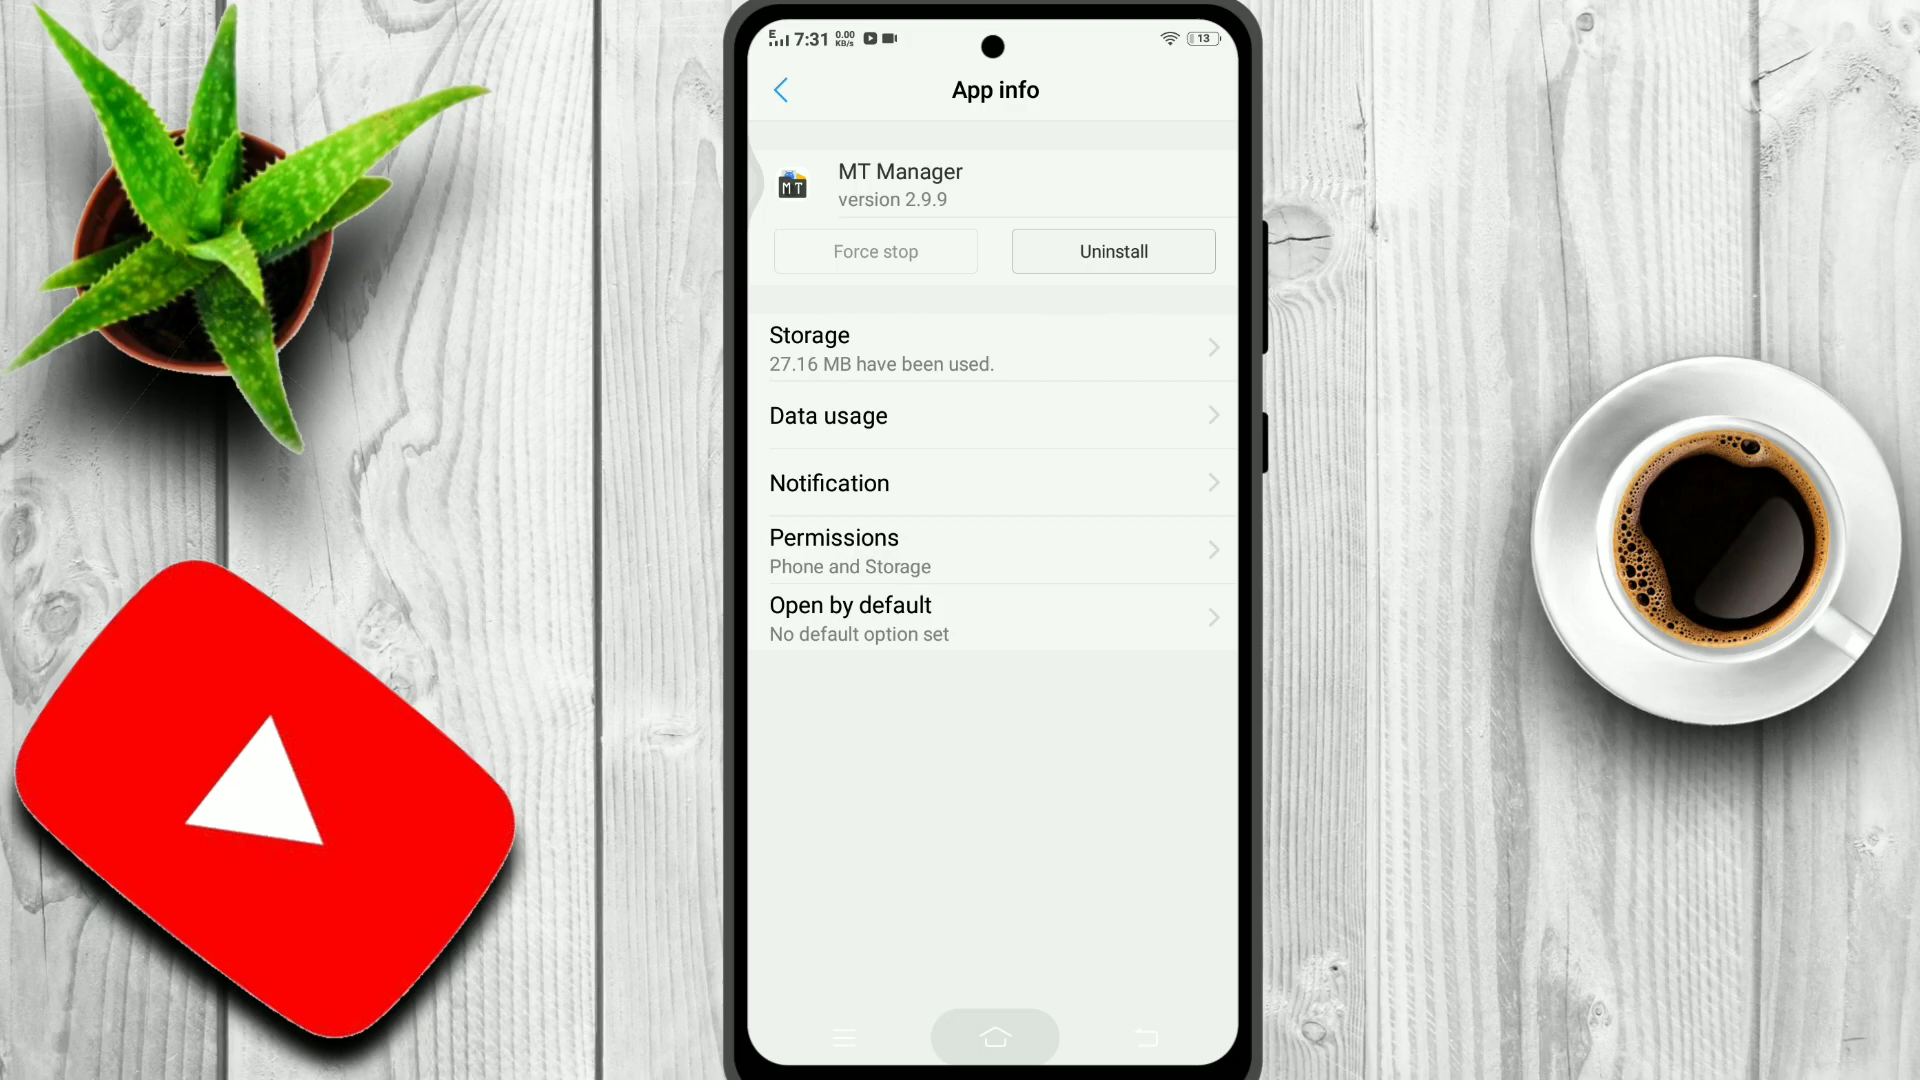 E 7:31 0.00 KB/s 13
App info
MT
MT Manager
version 2.9.9
Force stop
Uninstall
Storage
27.16 MB have been used.
Data usage
Notification
Permissions
Phone and Storage
Open by default
No default option set